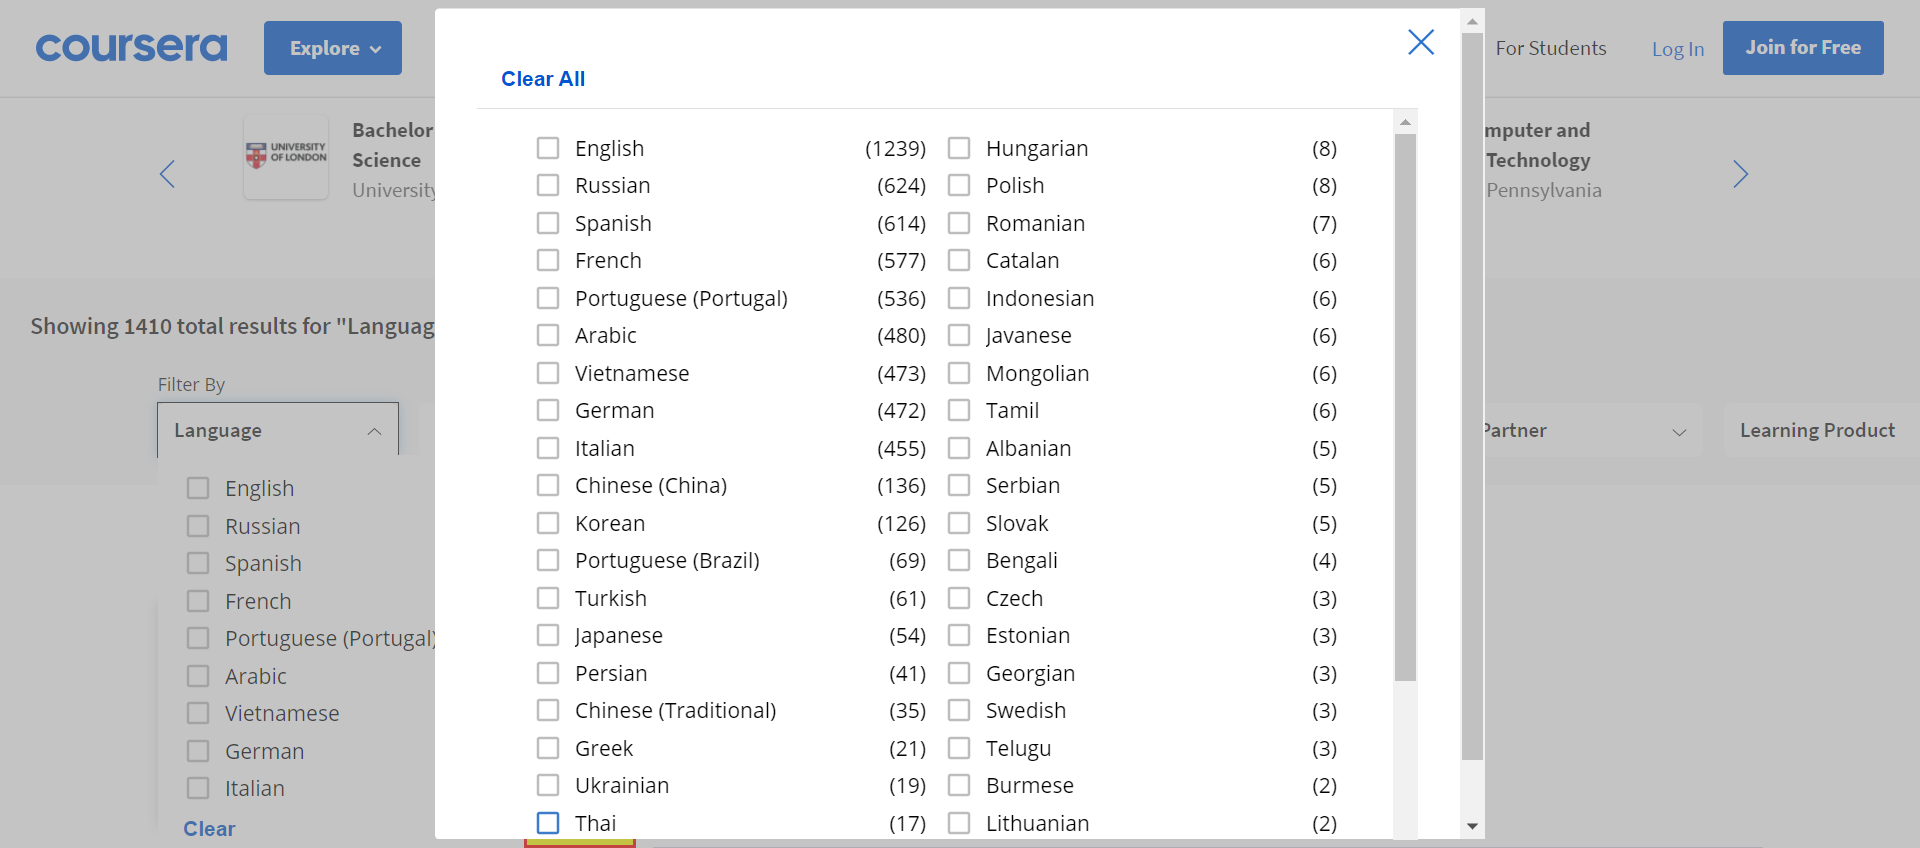 coursera
Explore
For Students
Log In
Join for Free
UNIVERSITY
OF LONDON
Bachelor
Science
University
mputer and
Technology
Pennsylvania
Showing 1410 total results for "Languag
Filter By
Language
English
Russian
Spanish
French
Portuguese (Portugal)
Arabic
Vietnamese
German
Italian
Clear
Partner
Learning Product
Clear All
English (1239)
Russian (624)
Spanish (614)
French (577)
Portuguese (Portugal) (536)
Arabic (480)
Vietnamese (473)
German (472)
Italian (455)
Chinese (China) (136)
Korean (126)
Portuguese (Brazil) (69)
Turkish (61)
Japanese (54)
Persian (41)
Chinese (Traditional) (35)
Greek (21)
Ukrainian (19)
Thai (17)
Hungarian (8)
Polish (8)
Romanian (7)
Catalan (6)
Indonesian (6)
Javanese (6)
Mongolian (6)
Tamil (6)
Albanian (5)
Serbian (5)
Slovak (5)
Bengali (4)
Czech (3)
Estonian (3)
Georgian (3)
Swedish (3)
Telugu (3)
Burmese (2)
Lithuanian (2)